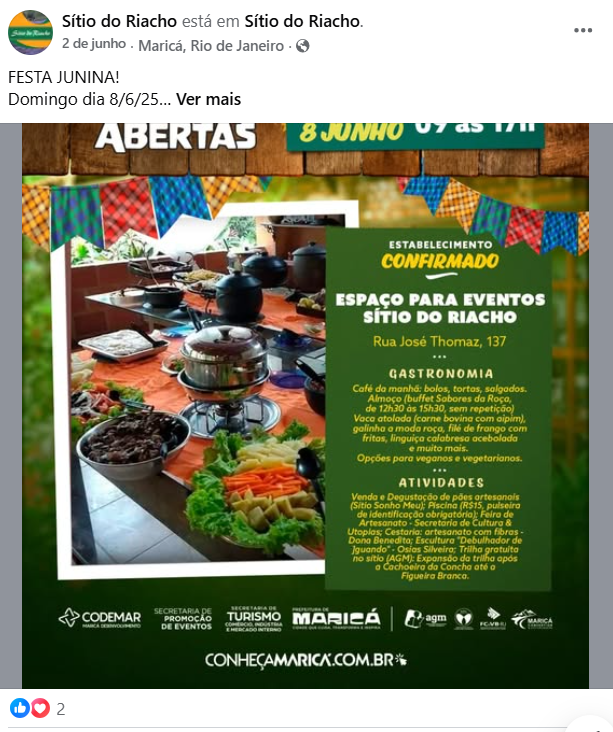 Sítio do Riacho está em Sítio do Riacho.
2 de junho · Maricá, Rio de Janeiro ·
FESTA JUNINA!
Domingo dia 8/6/25... Ver mais
ABERTAS
8 JUNHO 09 às 17h
ESTABELECIMENTO
CONFIRMADO
ESPAÇO PARA EVENTOS
SÍTIO DO RIACHO
Rua José Thomaz, 137
GASTRONOMIA
Café da manhã: bolos, tortas, salgados.
Almoço (buffet Sabores da Roça,
de 12h30 às 15h30, sem repetição)
Vaca atolada (carne bovina com aipim),
galinha a moda roça, filé de frango com
fritas, linguiça calabresa acebolada
e muito mais.
Opções para veganos e vegetarianos.
ATIVIDADES
Venda e Degustação de pães artesanais
(Sítio Sonho Meu); Piscina (R$15, pulseira
de identificação obrigatória); Feira de
Artesanato - Secretaria de Cultura &
Utopias; Cestaria: artesanato com fibras -
Dona Benedita; Escultura "Debulhador de
Iguando" - Osias Silveira; Trilha gratuita
no sítio (AGM): Expansão da trilha após
a Cachoeira da Concha até a
Figueira Branca.
CODEMAR
MARICÁ DESENVOLVIMENTO
SECRETARIA DE
PROMOÇÃO
DE EVENTOS
SECRETARIA DE
TURISMO
COMÉRCIO, INDÚSTRIA
E MERCADO INTERNO
PREFEITURA DE
MARICÁ
agm
FC&VB-RJ
MARICÁ
CONHEÇAMARICÁ.COM.BR
2